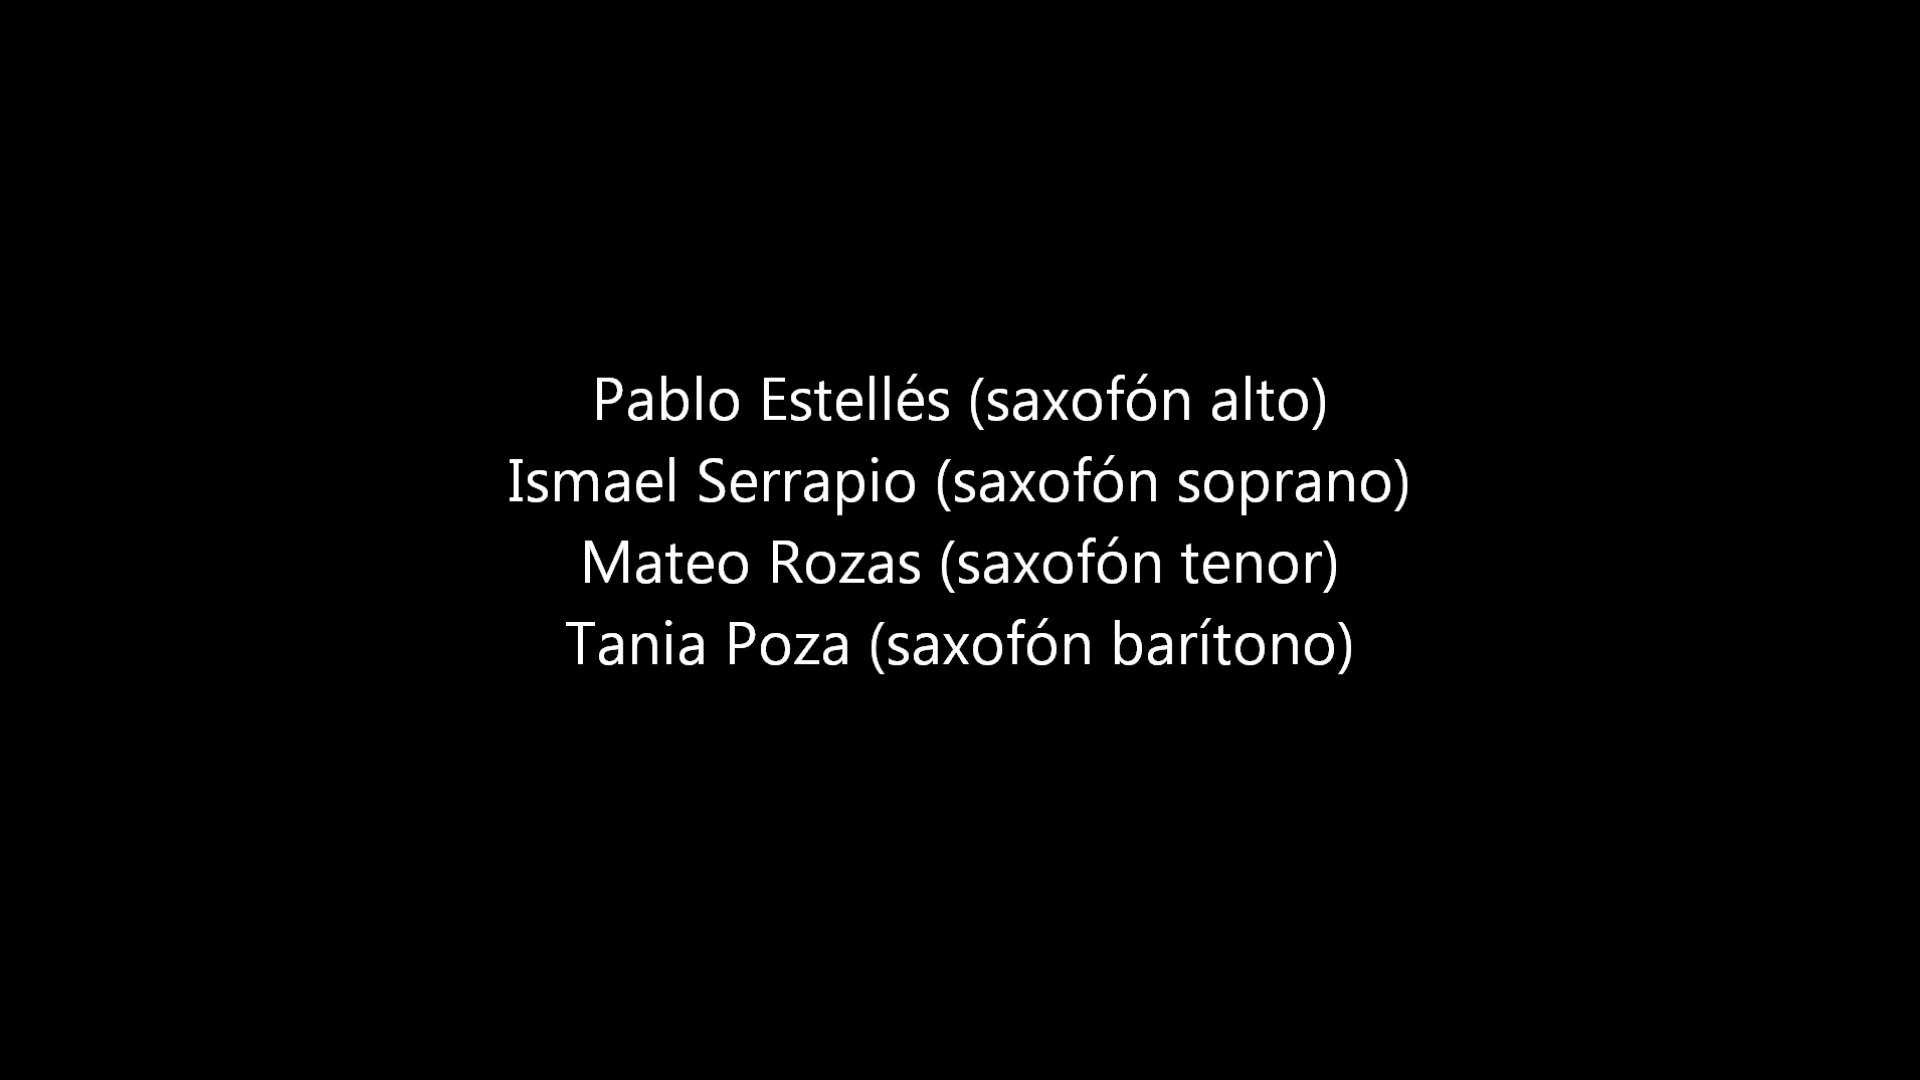 Pablo Estellés (saxofón alto)
Ismael Serrapio (saxofón soprano)
Mateo Rozas (saxofón tenor)
Tania Poza (saxofón barítono)